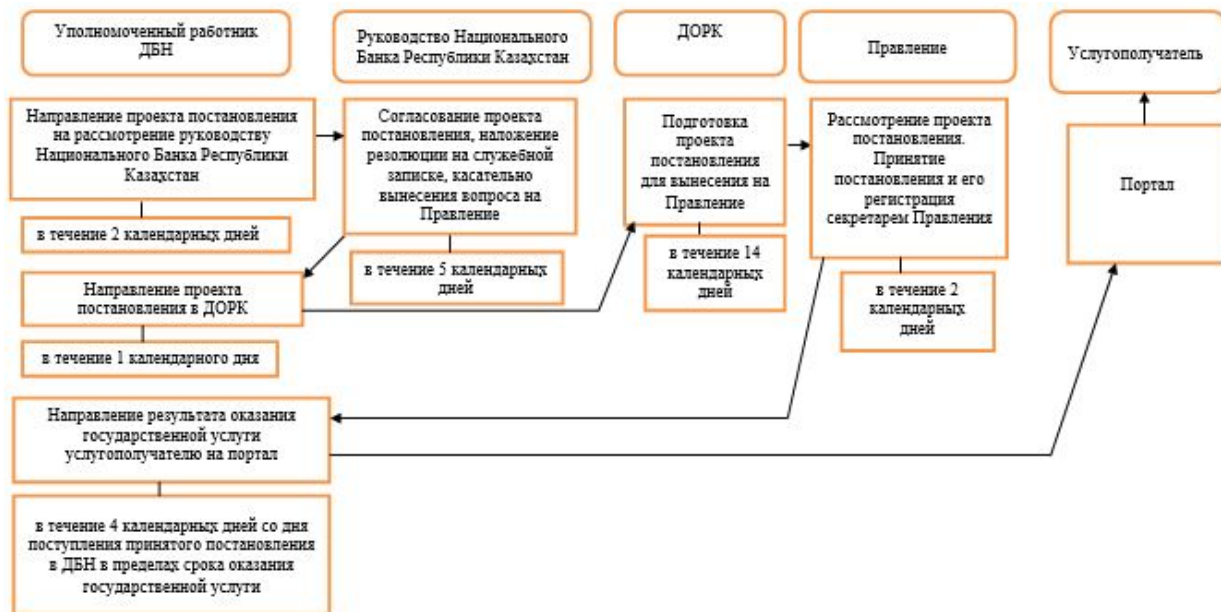 Уполномоченный работник
ДБН
Руководство Национального
Банка Республики Казахстан
ДОРК
Правление
Услугополучатель
Направление проекта постановления
на рассмотрение руководству
Национального Банка Республики
Казахстан
в течение 2 календарных дней
Согласование проекта
постановления, наложение
резолюции на служебной
записке, касательно
вынесения вопроса на
Правление
в течение 5 календарных
дней
Подготовка
проекта
постановления
для вынесения на
Правление
в течение 14
календарных
дней
Рассмотрение проекта
постановления.
Принятие
постановления и его
регистрация
секретарем Правления
в течение 2
календарных
дней
Портал
Направление проекта
постановления в ДОРК
в течение 1 календарного дня
Направление результата оказания
государственной услуги
услугополучателю на портал
в течение 4 календарных дней со дня
поступления принятого постановления
в ДБН в пределах срока оказания
государственной услуги